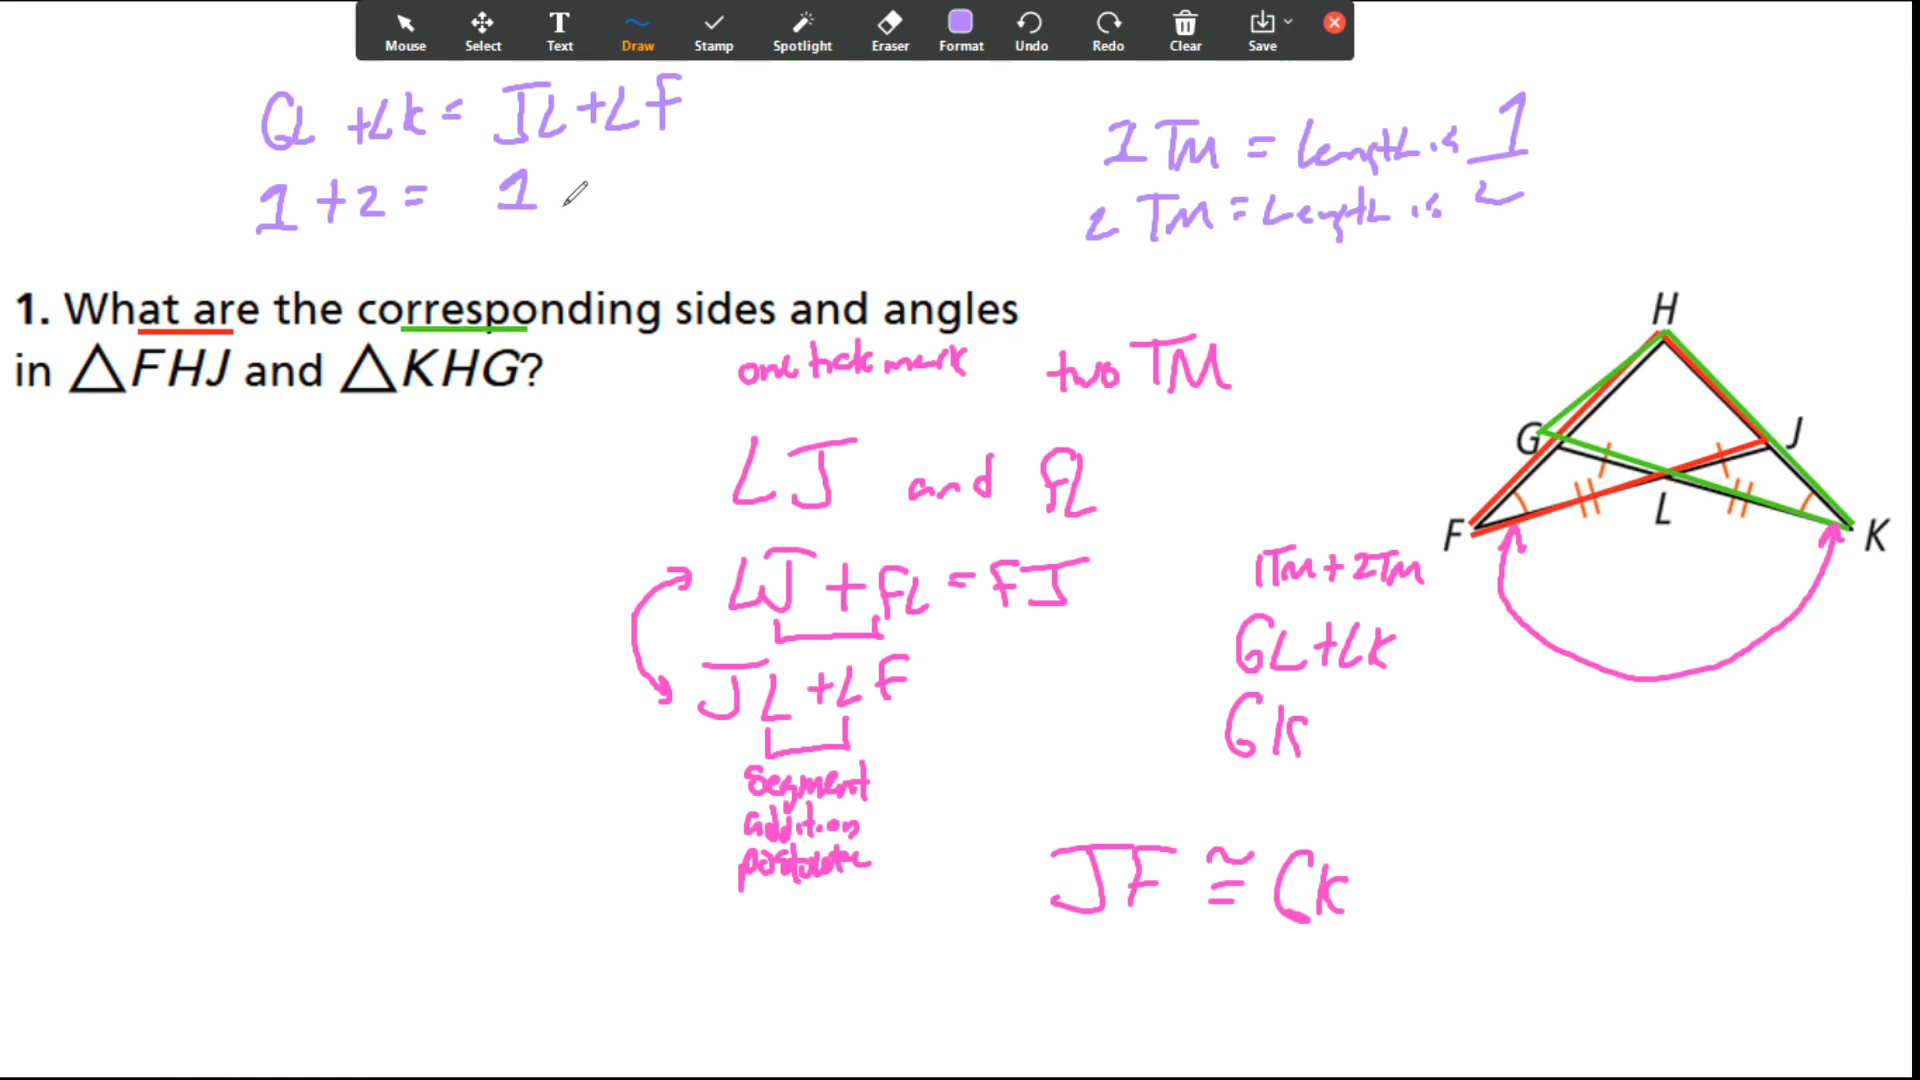 Mouse Select Text Draw Stamp Spotlight Eraser Format Undo Redo Clear Save
GL +LK = JL+LF
1 + 2 = 1
1 TM = Length is 1
2 TM = Length is 2
1. What are the corresponding sides and angles
in △FHJ and △KHG?
one tick mark
two TM
LJ and FL
LJ + FL = FJ
JL +LF
segment
addition
postulate
1TM + 2TM
GL+LK
GK
JF ≅ GK
H
G
J
F
L
K